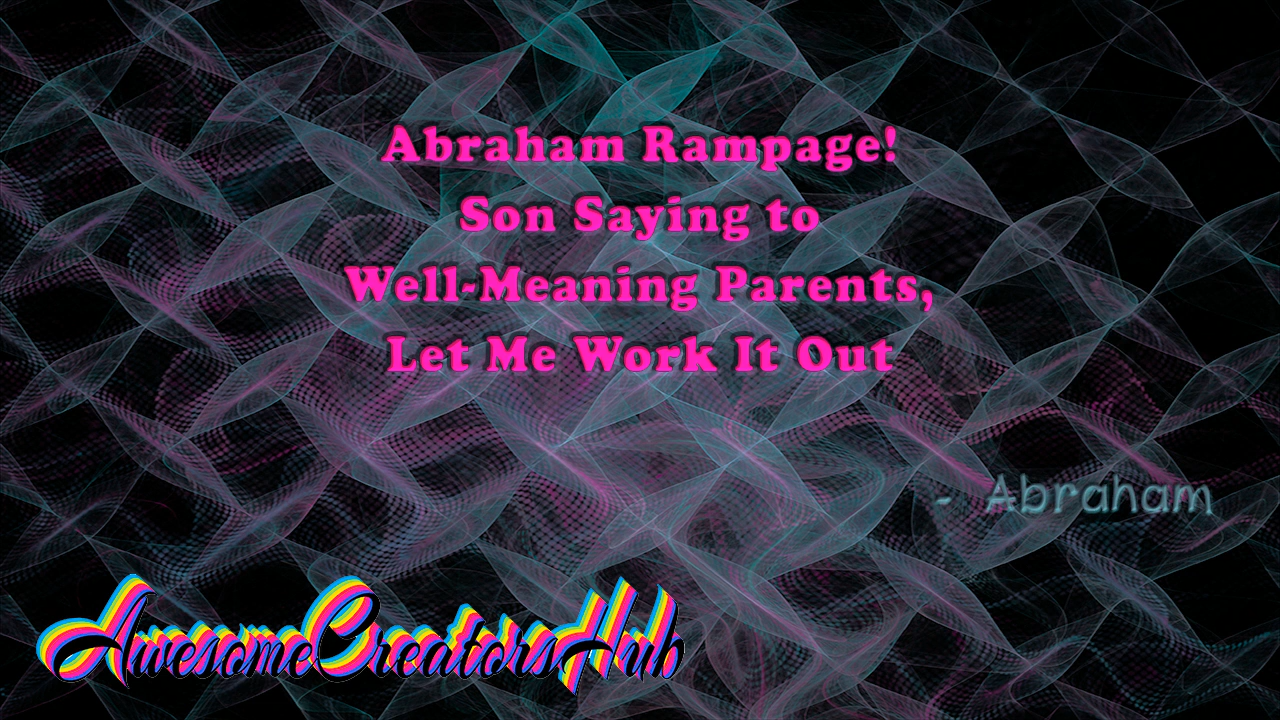 Abraham Rampage!
Son Saying to
Well-Meaning Parents,
Let Me Work It Out
- Abraham
AwesomeCreatorsHub